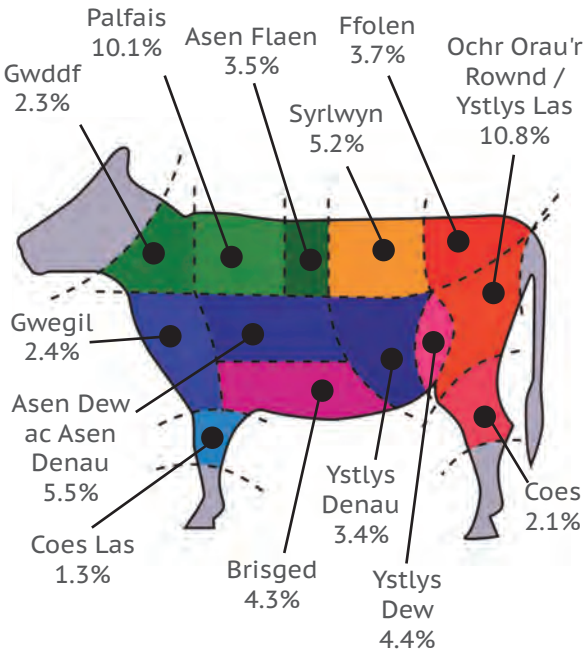 Palfais
10.1%
Asen Flaen
3.5%
Ffolen
3.7%
Ochr Orau'r
Rownd /
Ystlys Las
10.8%
Gwddf
2.3%
Syrlwyn
5.2%
Gwegil
2.4%
Asen Dew
ac Asen
Denau
5.5%
Coes Las
1.3%
Brisged
4.3%
Ystlys
Denau
3.4%
Ystlys
Dew
4.4%
Coes
2.1%